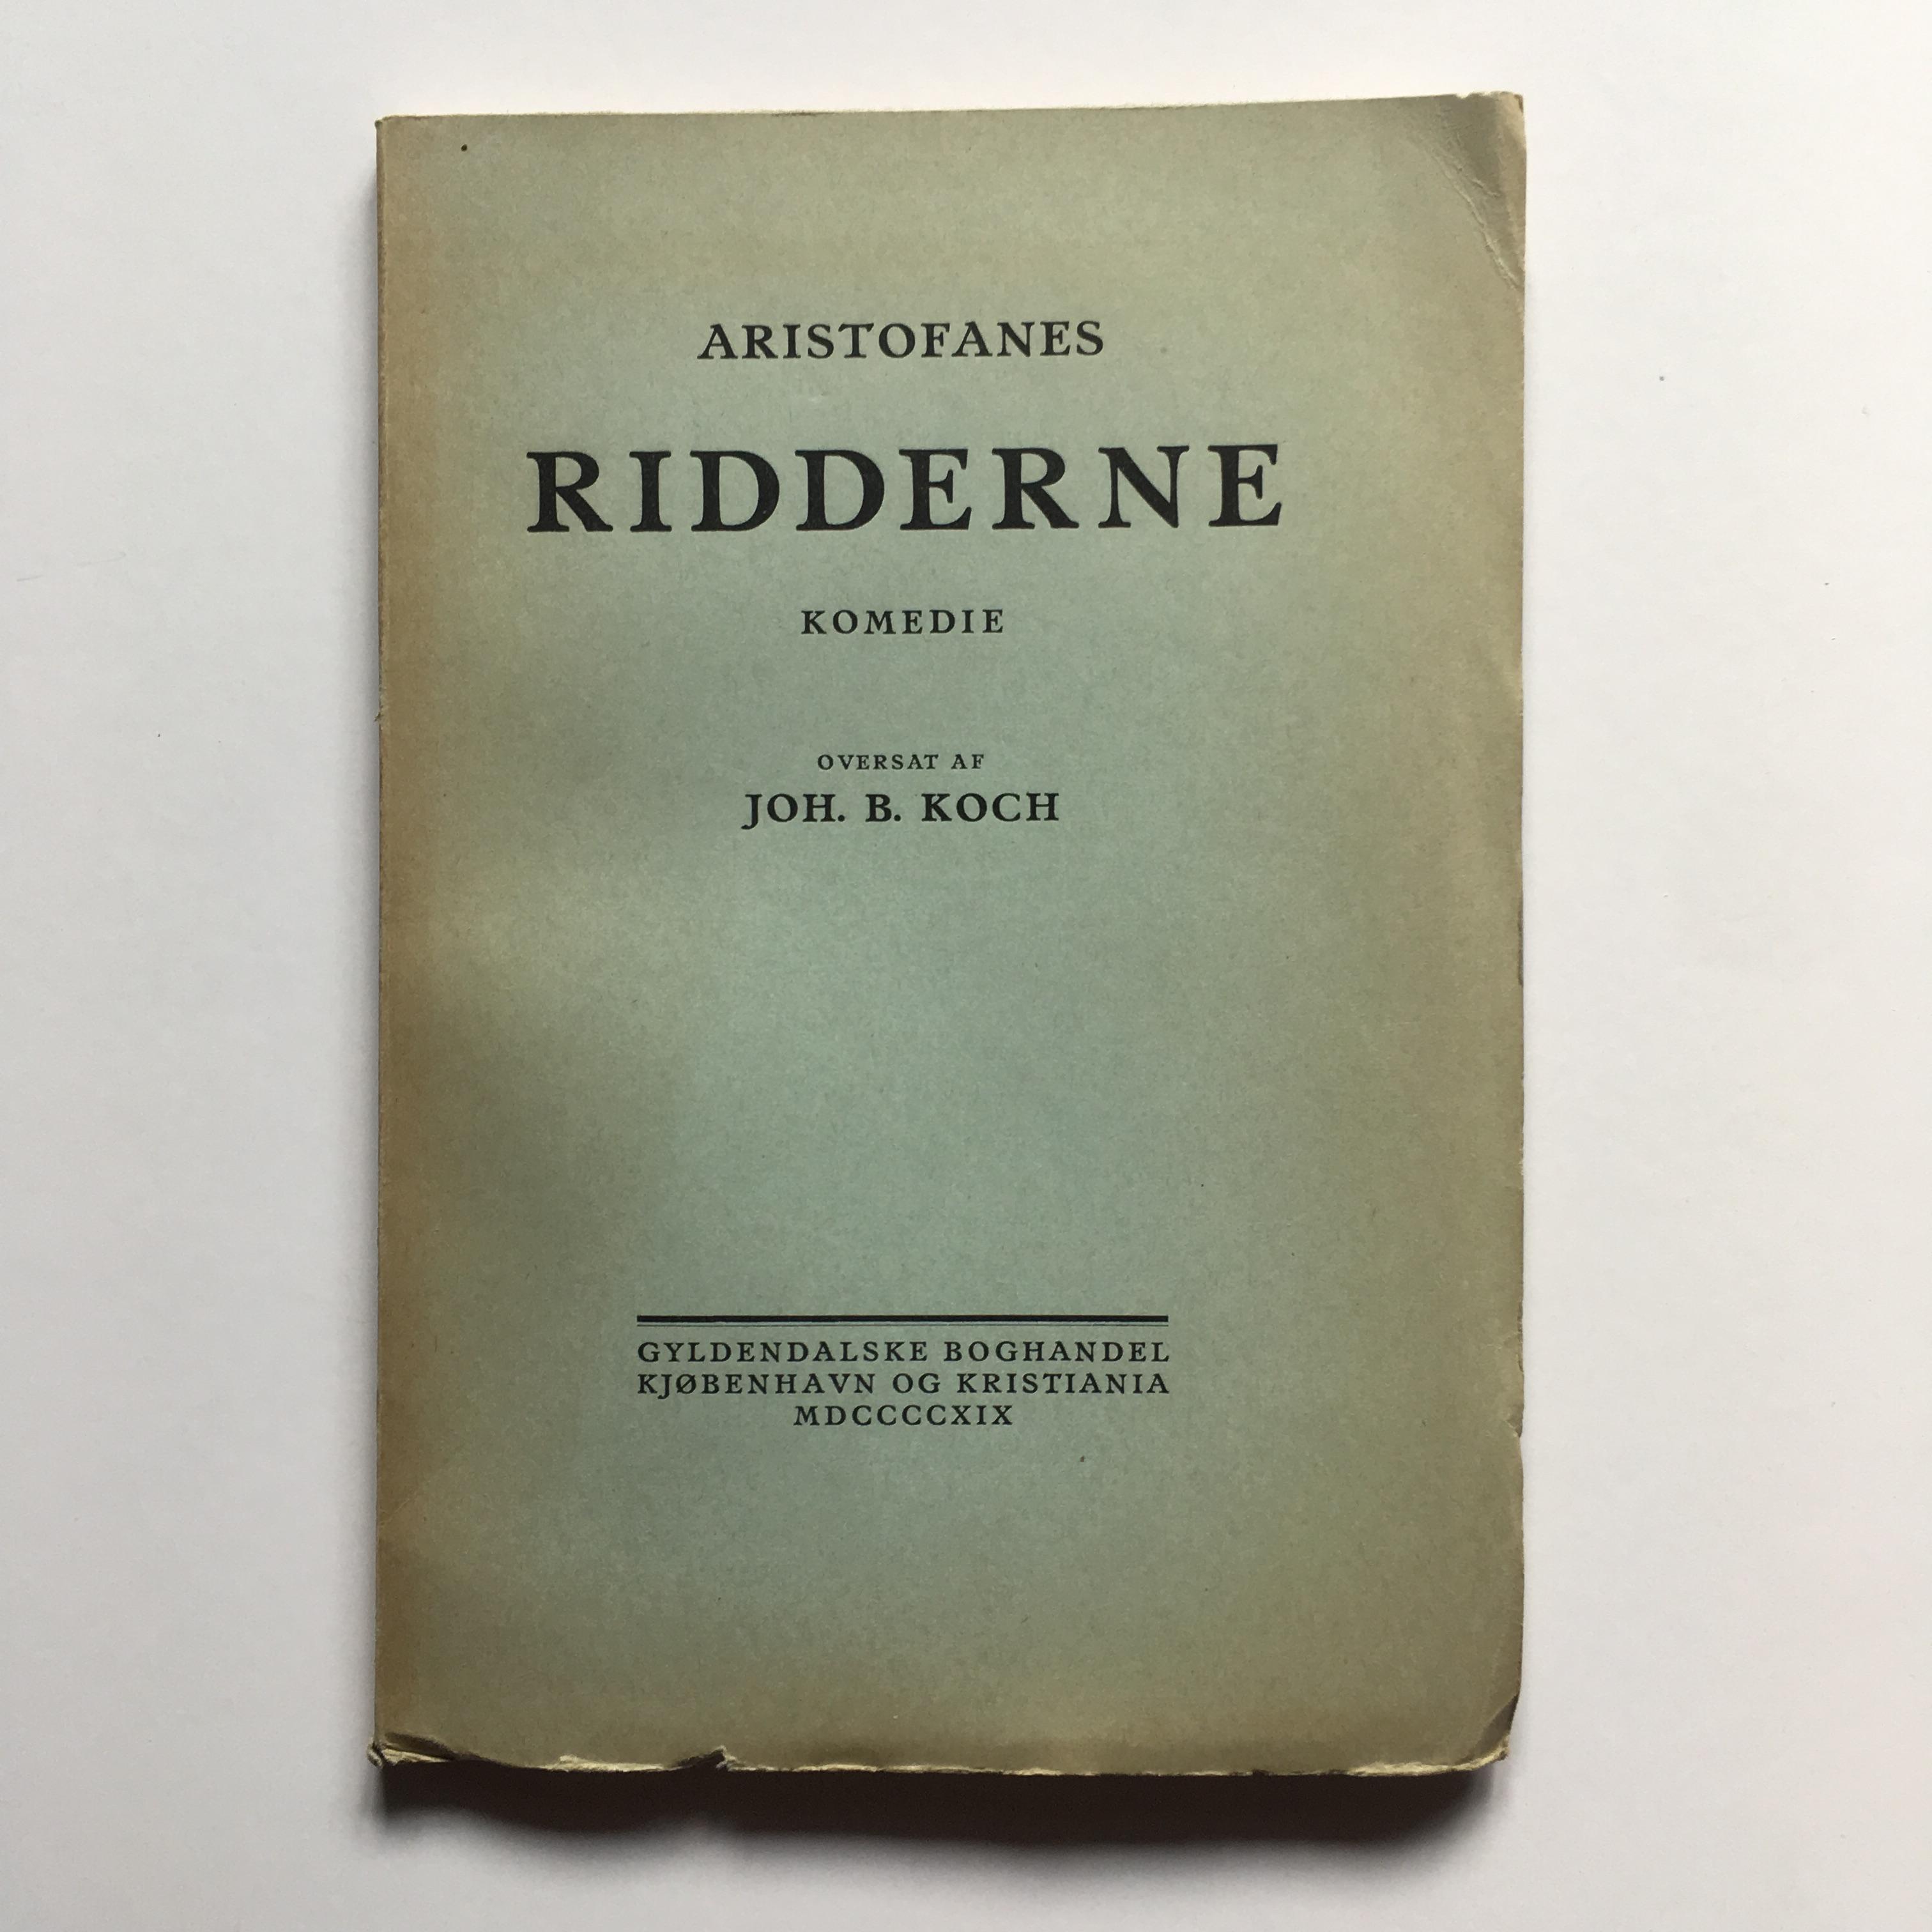 ARISTOFANES
RIDDERNE
KOMEDIE
OVERSAT AF
JOH. B. KOCH
GYLDENDALSKE BOGHANDEL
KJØBENHAVN OG KRISTIANIA
MDCCCCXIX